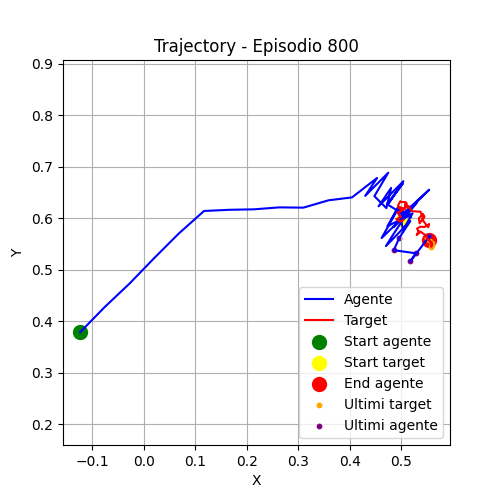 Trajectory - Episodio 800
Y
0.9
0.8
0.7
0.6
0.5
0.4
0.3
0.2
−0.1
0.0
0.1
0.2
0.3
0.4
0.5
X
Agente
Target
Start agente
Start target
End agente
Ultimi target
Ultimi agente